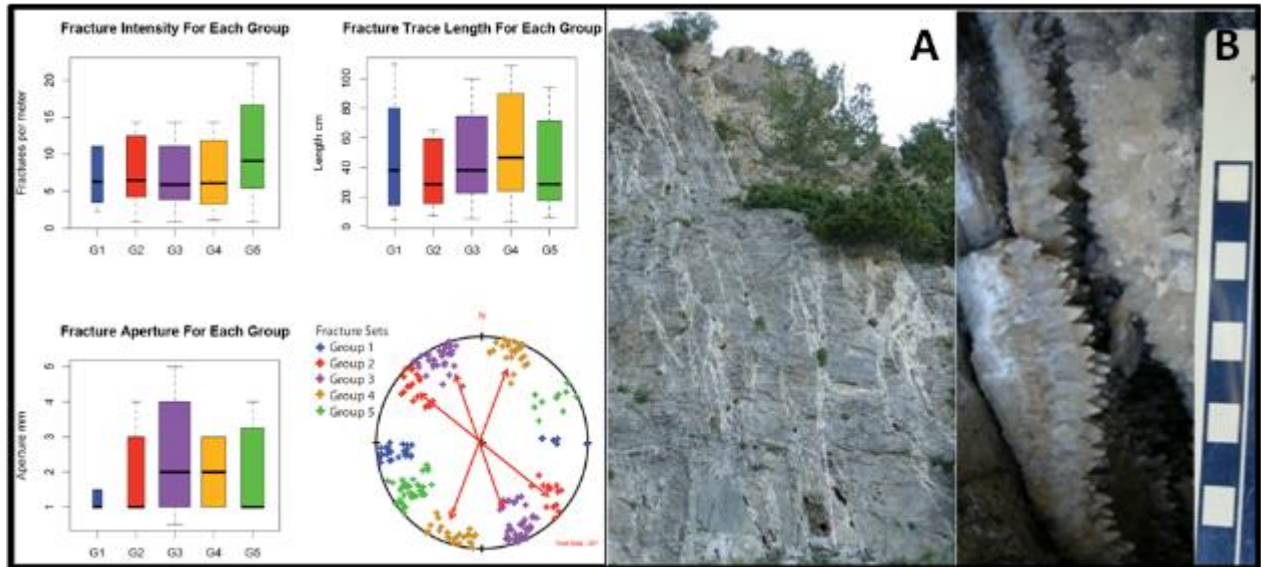 Fracture Intensity For Each Group
Fractures per meter
0 5 10 15 20
G1 G2 G3 G4 G5
Fracture Trace Length For Each Group
Length cm
0 20 40 60 80 100
G1 G2 G3 G4 G5
Fracture Aperture For Each Group
Aperture mm
1 2 3 4 5
G1 G2 G3 G4 G5
Fracture Sets
Group 1
Group 2
Group 3
Group 4
Group 5
N
A
B